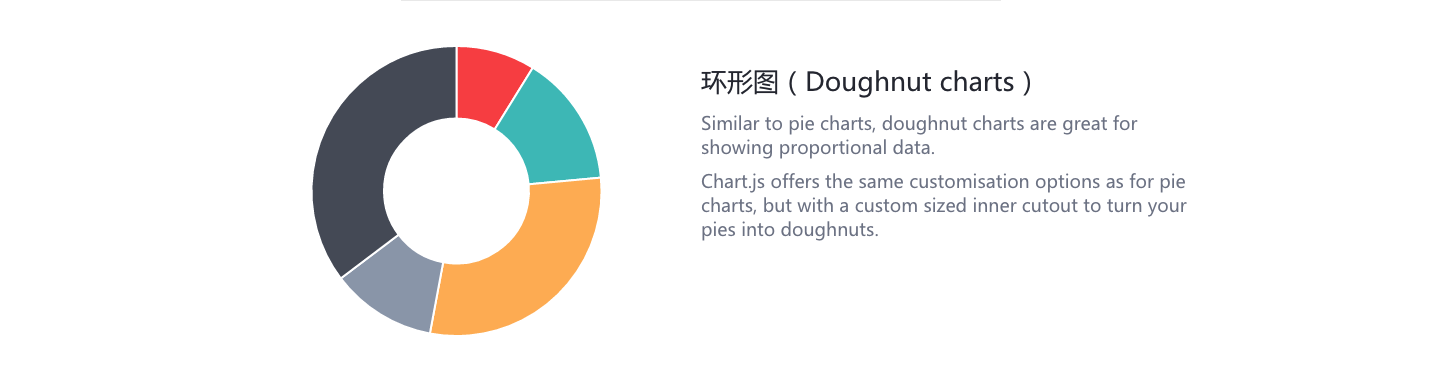 环形图（Doughnut charts）
Similar to pie charts, doughnut charts are great for
showing proportional data.
Chart.js offers the same customisation options as for pie
charts, but with a custom sized inner cutout to turn your
pies into doughnuts.